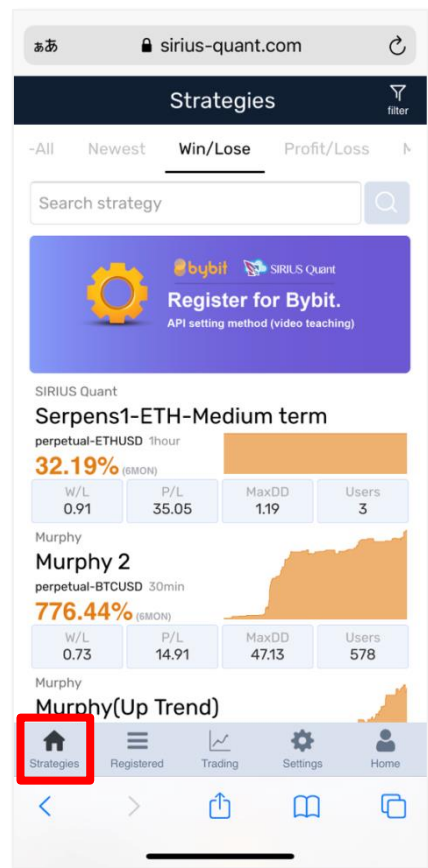 ぁあ sirius-quant.com
Strategies
filter
-All Newest Win/Lose Profit/Loss
Search strategy
bybit SIRIUS Quant
Register for Bybit.
API setting method (video teaching)
SIRIUS Quant
Serpens1-ETH-Medium term
perpetual-ETHUSD 1hour
32.19% (6MON)
W/L P/L MaxDD Users
0.91 35.05 1.19 3
Murphy
Murphy 2
perpetual-BTCUSD 30min
776.44% (6MON)
W/L P/L MaxDD Users
0.73 14.91 47.13 578
Murphy
Murphy(Up Trend)
Strategies Registered Trading Settings Home